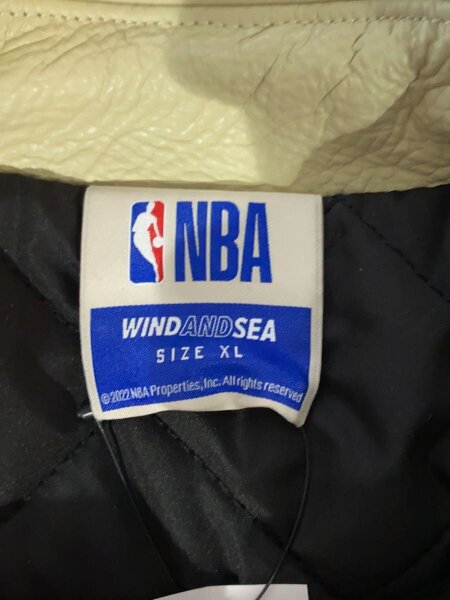 NBA
WINDANDSEA
SIZE XL
©2022 NBA Properties, Inc. All rights reserved